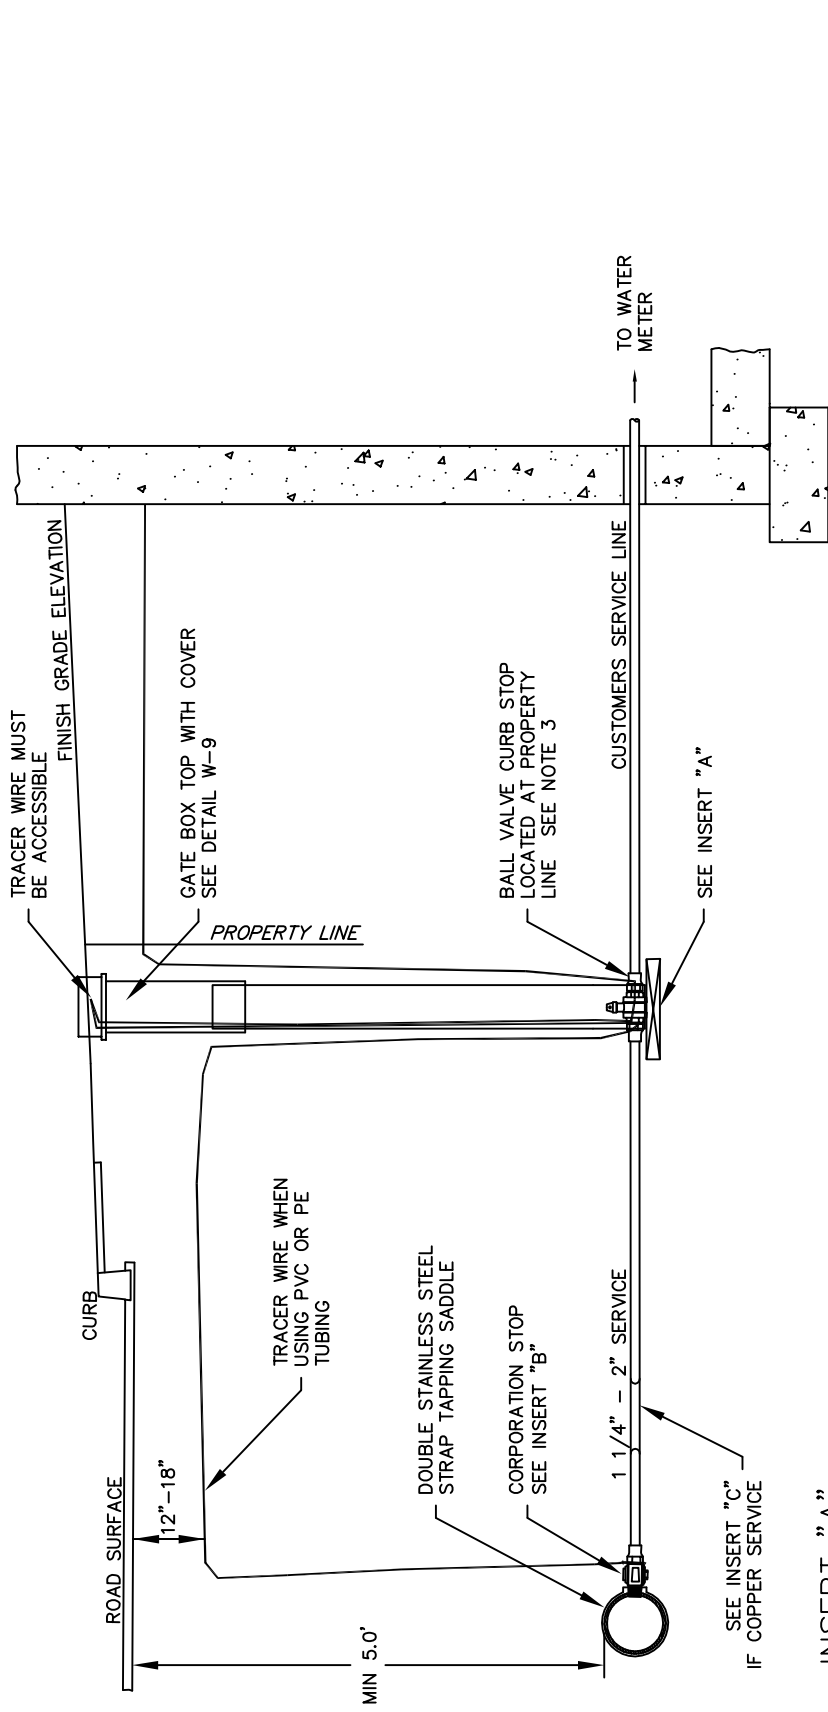 TRACER WIRE MUST
BE ACCESSIBLE
FINISH GRADE ELEVATION
GATE BOX TOP WITH COVER
SEE DETAIL W-9
PROPERTY LINE
CURB
ROAD SURFACE
12"-18"
TRACER WIRE WHEN
USING PVC OR PE
TUBING
MIN 5.0'
DOUBLE STAINLESS STEEL
STRAP TAPPING SADDLE
CORPORATION STOP
SEE INSERT "B"
BALL VALVE CURB STOP
LOCATED AT PROPERTY
LINE SEE NOTE 3
1 1/4" - 2" SERVICE
CUSTOMERS SERVICE LINE
TO WATER
METER
SEE INSERT "A"
SEE INSERT "C"
IF COPPER SERVICE
INSERT "A"